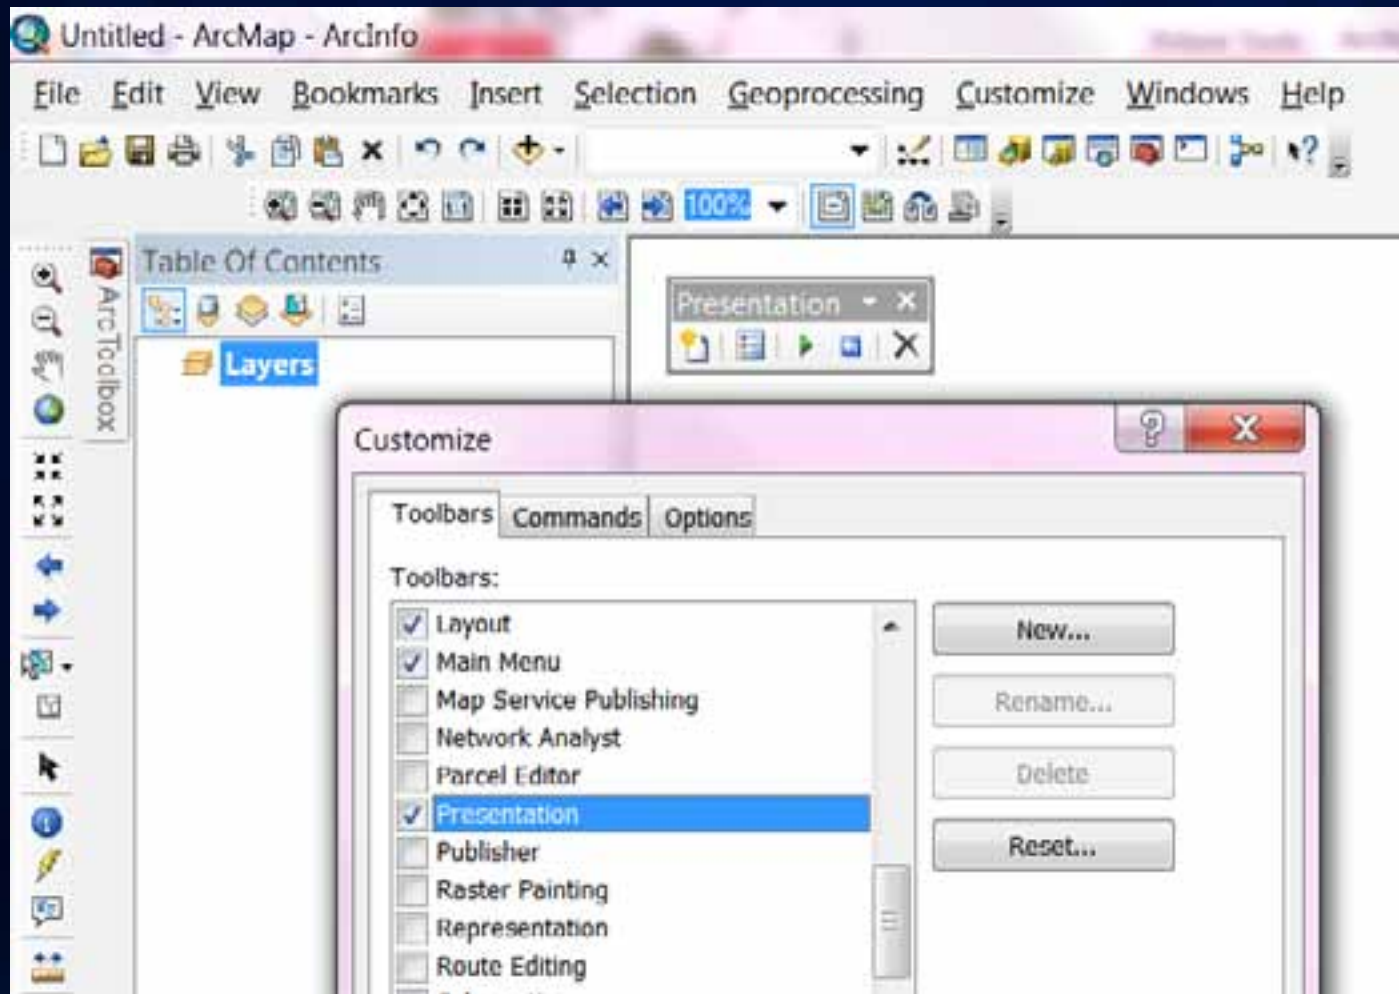 Untitled - ArcMap - ArcInfo
File Edit View Bookmarks Insert Selection Geoprocessing Customize Windows Help
100%
Table Of Contents
ArcToolbox
Layers
Presentation
Customize
Toolbars Commands Options
Toolbars:
Layout
Main Menu
Map Service Publishing
Network Analyst
Parcel Editor
Presentation
Publisher
Raster Painting
Representation
Route Editing
New...
Rename...
Delete
Reset...